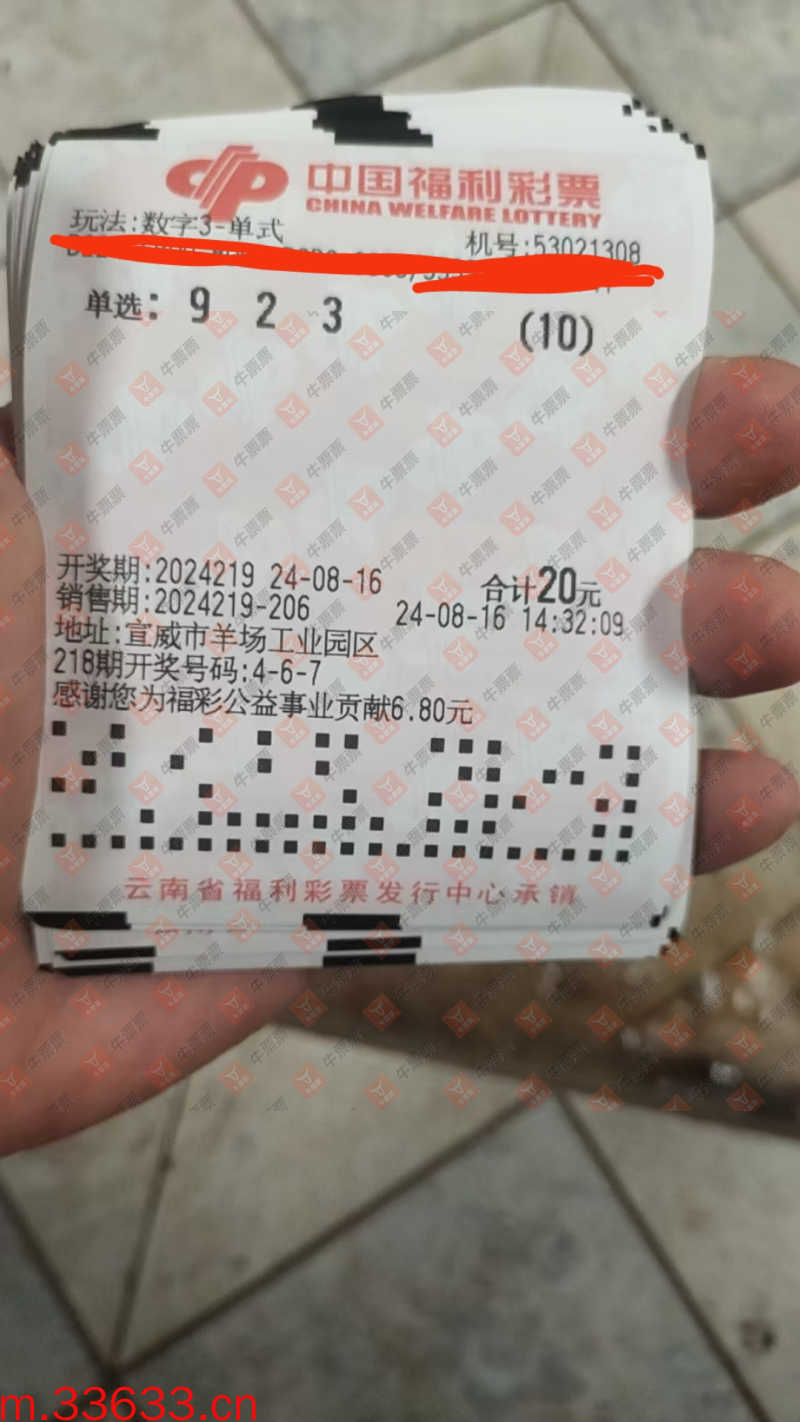 中国福利彩票
CHINA WELFARE LOTTERY
玩法:数字3-单式
机号:53021308
单选: 9 2 3 (10)
开奖期:2024219 24-08-16 合计20元
销售期:2024219-206 24-08-16 14:32:09
地址:宣威市羊场工业园区
218期开奖号码:4-6-7
感谢您为福彩公益事业贡献6.80元
云南省福利彩票发行中心承销
牛票票
m.33633.cn